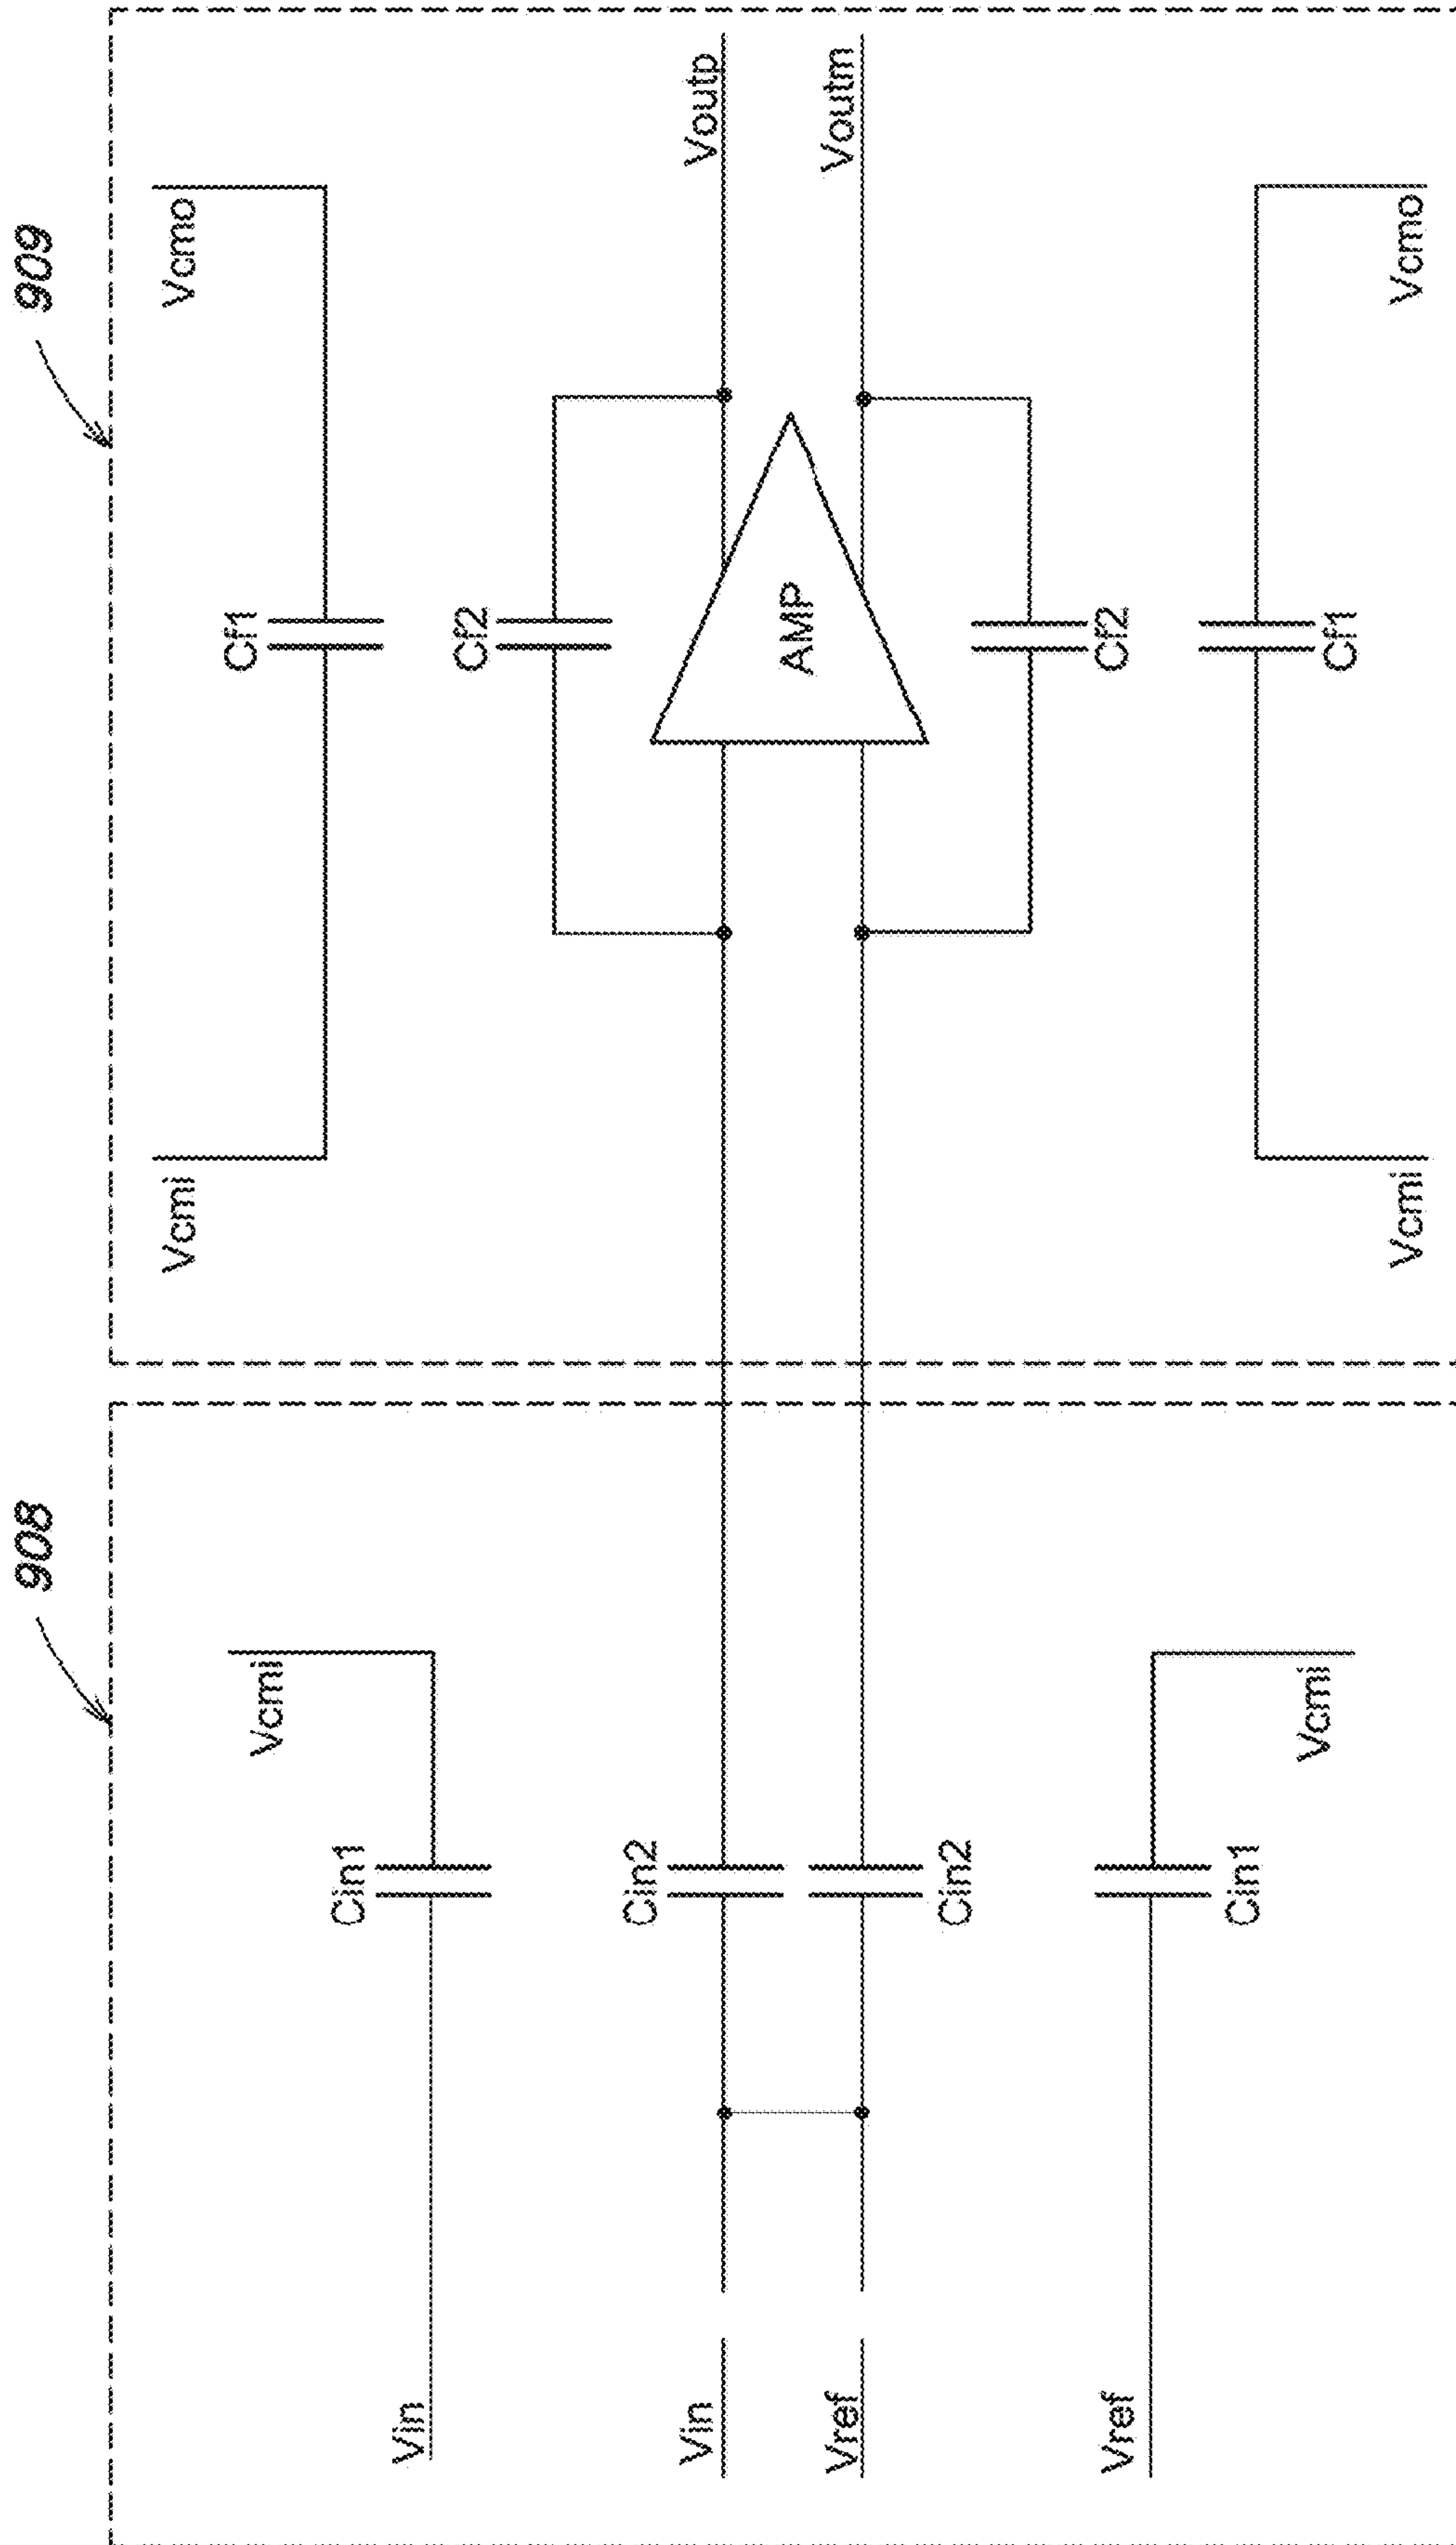 908
909
Vin
Cin1
Vcmi
Vcmi
Cf1
Vcmo
Cf2
Vin
Cin2
Voutp
AMP
Vref
Cin2
Voutm
Cf2
Vref
Cin1
Vcmi
Vcmi
Cf1
Vcmo